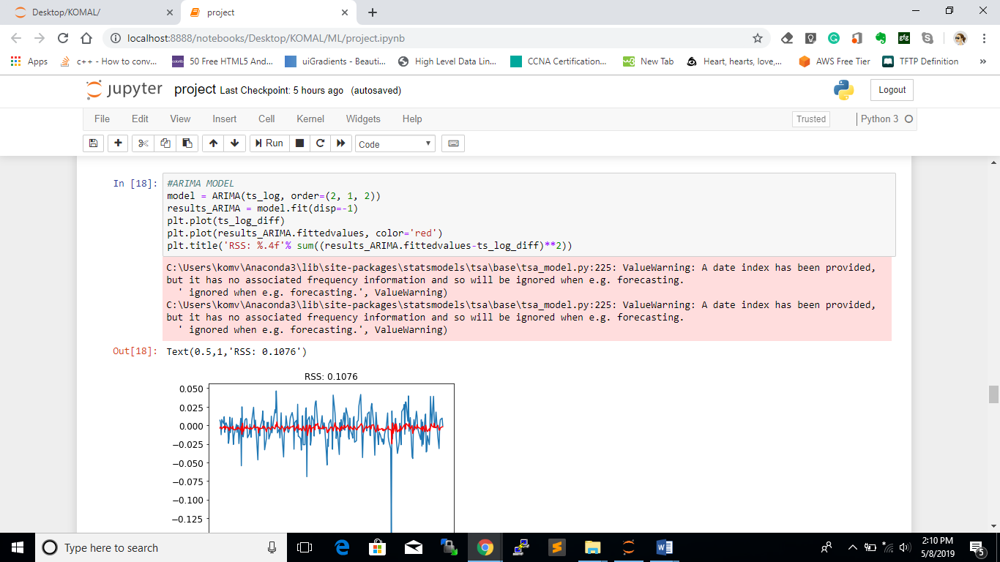 Desktop/KOMAL/
project
localhost:8888/notebooks/Desktop/KOMAL/ML/project.ipynb
gfg
Apps
c++ - How to conv...
50 Free HTML5 And...
uiGradients - Beauti...
High Level Data Lin...
CCNA Certification...
New Tab
Heart, hearts, love,...
AWS Free Tier
TFTP Definition
»
jupyter project Last Checkpoint: 5 hours ago (autosaved)
Logout
File Edit View Insert Cell Kernel Widgets Help
Trusted
Python 3
Run
Code
In [18]:
#ARIMA MODEL
model = ARIMA(ts_log, order=(2, 1, 2))
results_ARIMA = model.fit(disp=-1)
plt.plot(ts_log_diff)
plt.plot(results_ARIMA.fittedvalues, color='red')
plt.title('RSS: %.4f'% sum((results_ARIMA.fittedvalues-ts_log_diff)**2))
C:\Users\komv\Anaconda3\lib\site-packages\statsmodels\tsa\base\tsa_model.py:225: ValueWarning: A date index has been provided,
but it has no associated frequency information and so will be ignored when e.g. forecasting.
  ' ignored when e.g. forecasting.', ValueWarning)
C:\Users\komv\Anaconda3\lib\site-packages\statsmodels\tsa\base\tsa_model.py:225: ValueWarning: A date index has been provided,
but it has no associated frequency information and so will be ignored when e.g. forecasting.
  ' ignored when e.g. forecasting.', ValueWarning)
Out[18]: Text(0.5,1,'RSS: 0.1076')
RSS: 0.1076
0.050
0.025
0.000
−0.025
−0.050
−0.075
−0.100
−0.125
Type here to search
2:10 PM
5/8/2019
5